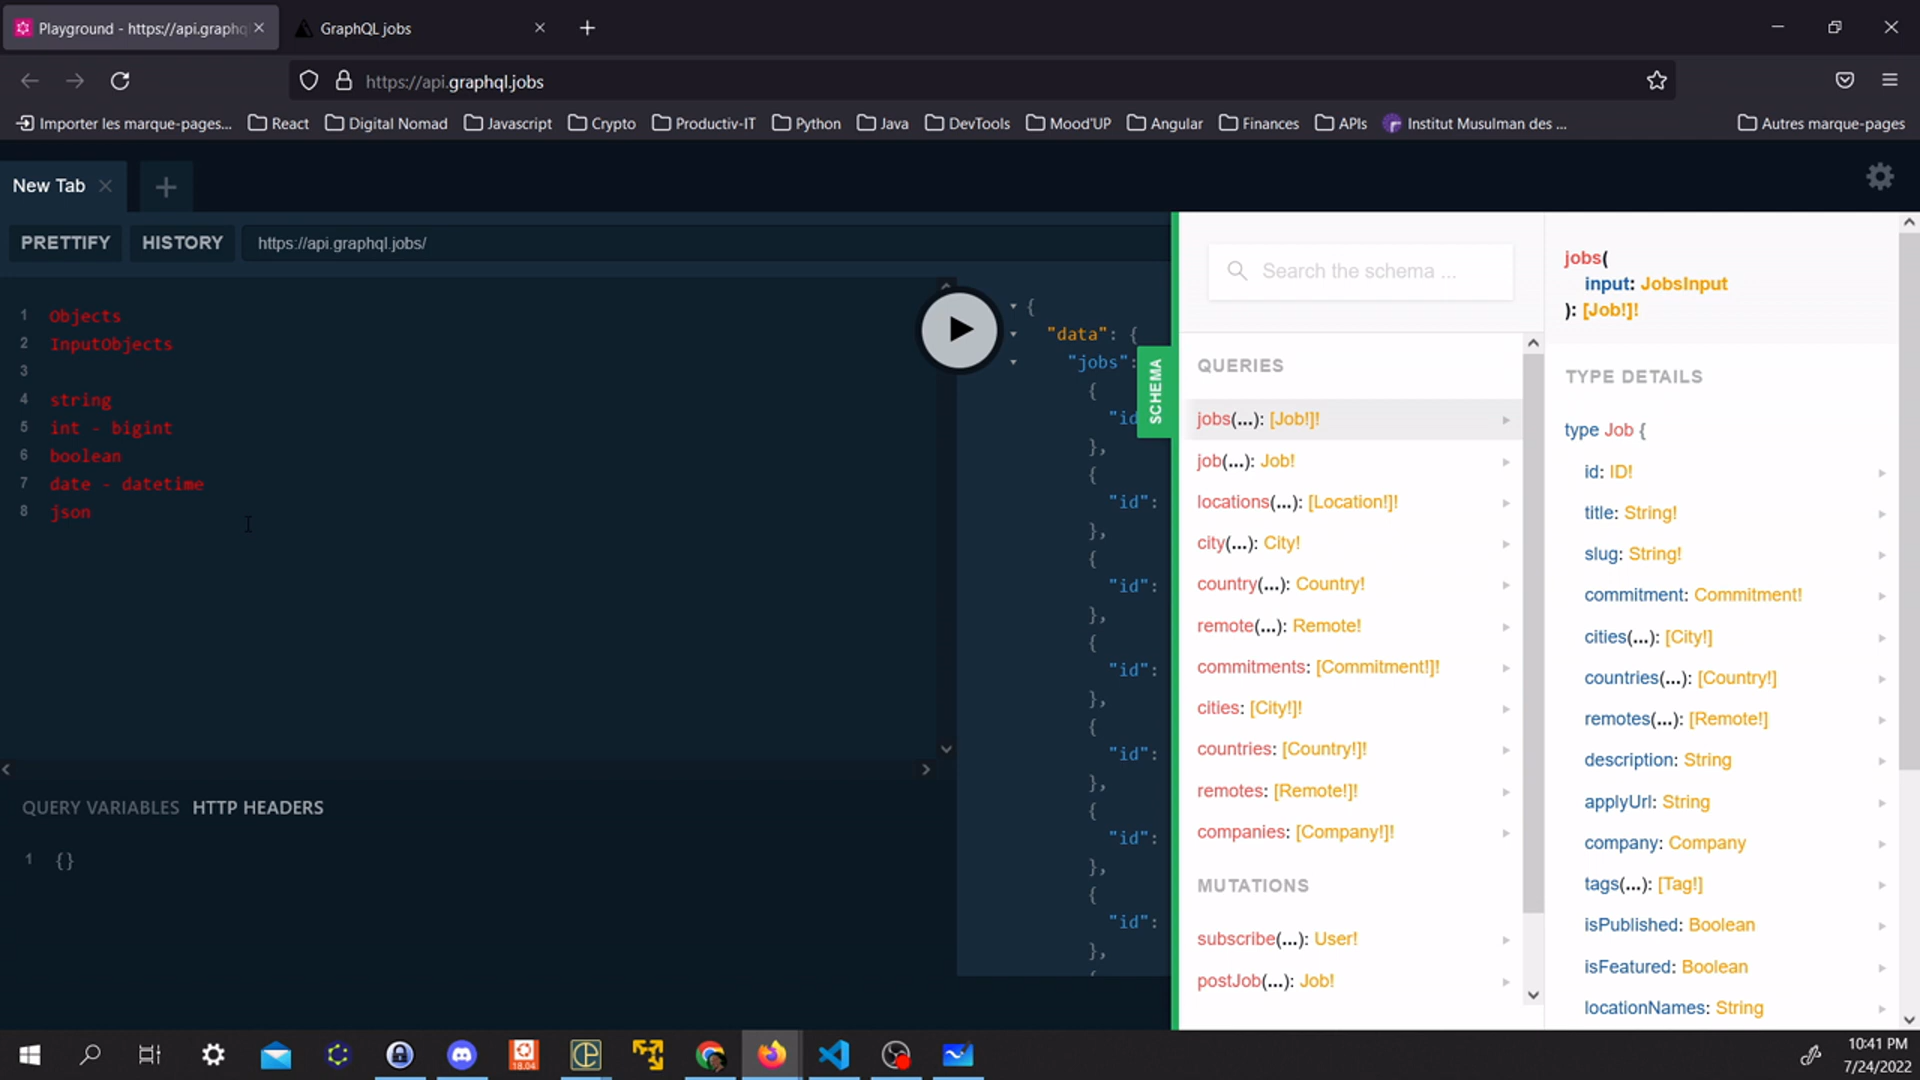 Playground - https://api.graphq
GraphQL jobs
https://api.graphql.jobs
Importer les marque-pages...
React
Digital Nomad
Javascript
Crypto
Productiv-IT
Python
Java
DevTools
Mood'UP
Angular
Finances
APIs
Institut Musulman des ...
Autres marque-pages
New Tab
PRETTIFY
HISTORY
https://api.graphql.jobs/
1 Objects
2 InputObjects
3
4 string
5 int - bigint
6 boolean
7 date - datetime
8 json
QUERY VARIABLES HTTP HEADERS
1 {}
{
"data": {
"jobs":
{
"id
},
{
"id":
},
{
"id":
},
{
"id":
},
{
"id":
},
{
"id":
},
{
"id":
},
{
SCHEMA
Search the schema ...
QUERIES
jobs(...): [Job!]!
job(...): Job!
locations(...): [Location!]!
city(...): City!
country(...): Country!
remote(...): Remote!
commitments: [Commitment!]!
cities: [City!]!
countries: [Country!]!
remotes: [Remote!]!
companies: [Company!]!
MUTATIONS
subscribe(...): User!
postJob(...): Job!
jobs(
input: JobsInput
): [Job!]!
TYPE DETAILS
type Job {
id: ID!
title: String!
slug: String!
commitment: Commitment!
cities(...): [City!]
countries(...): [Country!]
remotes(...): [Remote!]
description: String
applyUrl: String
company: Company
tags(...): [Tag!]
isPublished: Boolean
isFeatured: Boolean
locationNames: String
18.04
10:41 PM
7/24/2022